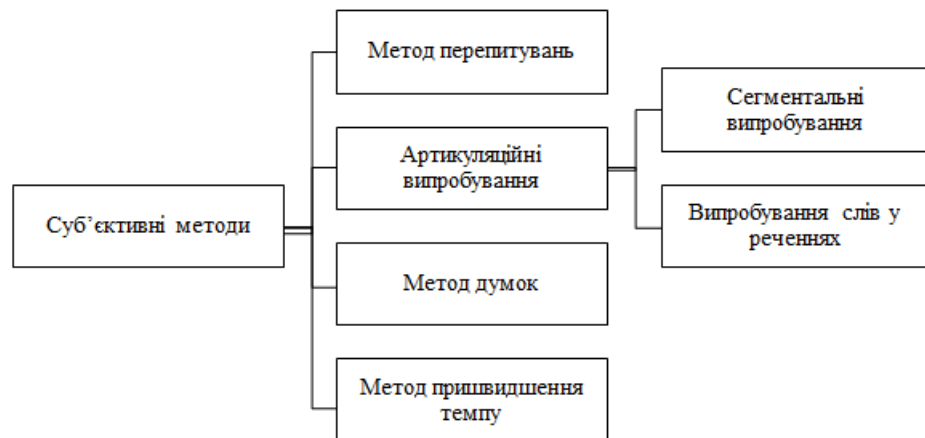 Метод перепитувань
Сегментальні
випробування
Артикуляційні
випробування
Суб’єктивні методи
Випробування слів у
реченнях
Метод думок
Метод пришвидшення
темпу